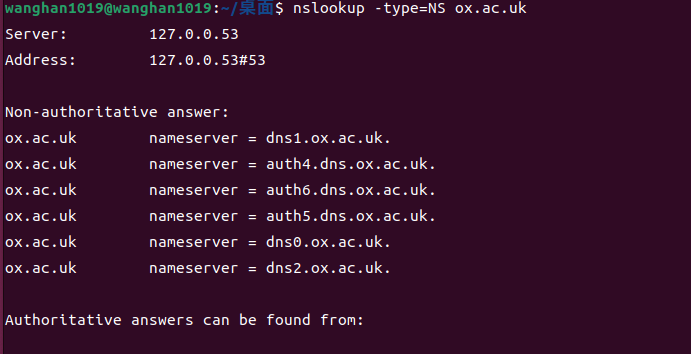 wanghan1019@wanghan1019:~/桌面$ nslookup -type=NS ox.ac.uk
Server:         127.0.0.53
Address:        127.0.0.53#53
Non-authoritative answer:
ox.ac.uk        nameserver = dns1.ox.ac.uk.
ox.ac.uk        nameserver = auth4.dns.ox.ac.uk.
ox.ac.uk        nameserver = auth6.dns.ox.ac.uk.
ox.ac.uk        nameserver = auth5.dns.ox.ac.uk.
ox.ac.uk        nameserver = dns0.ox.ac.uk.
ox.ac.uk        nameserver = dns2.ox.ac.uk.
Authoritative answers can be found from: